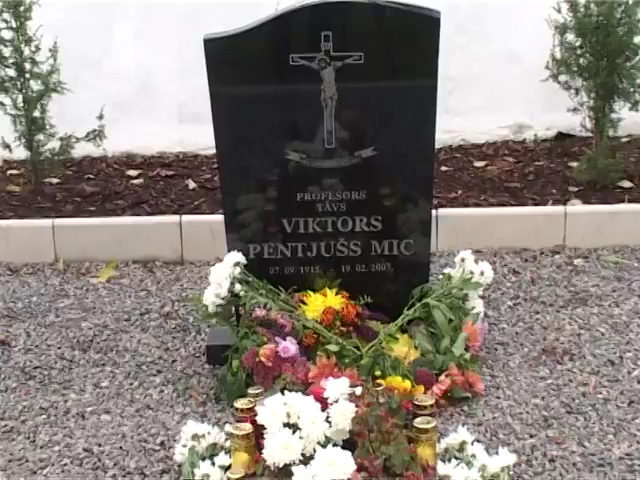 PROFESORS
TĀVS
VIKTORS
PENTJUŠS MIC
07.09.1915. - 19.02.2007.